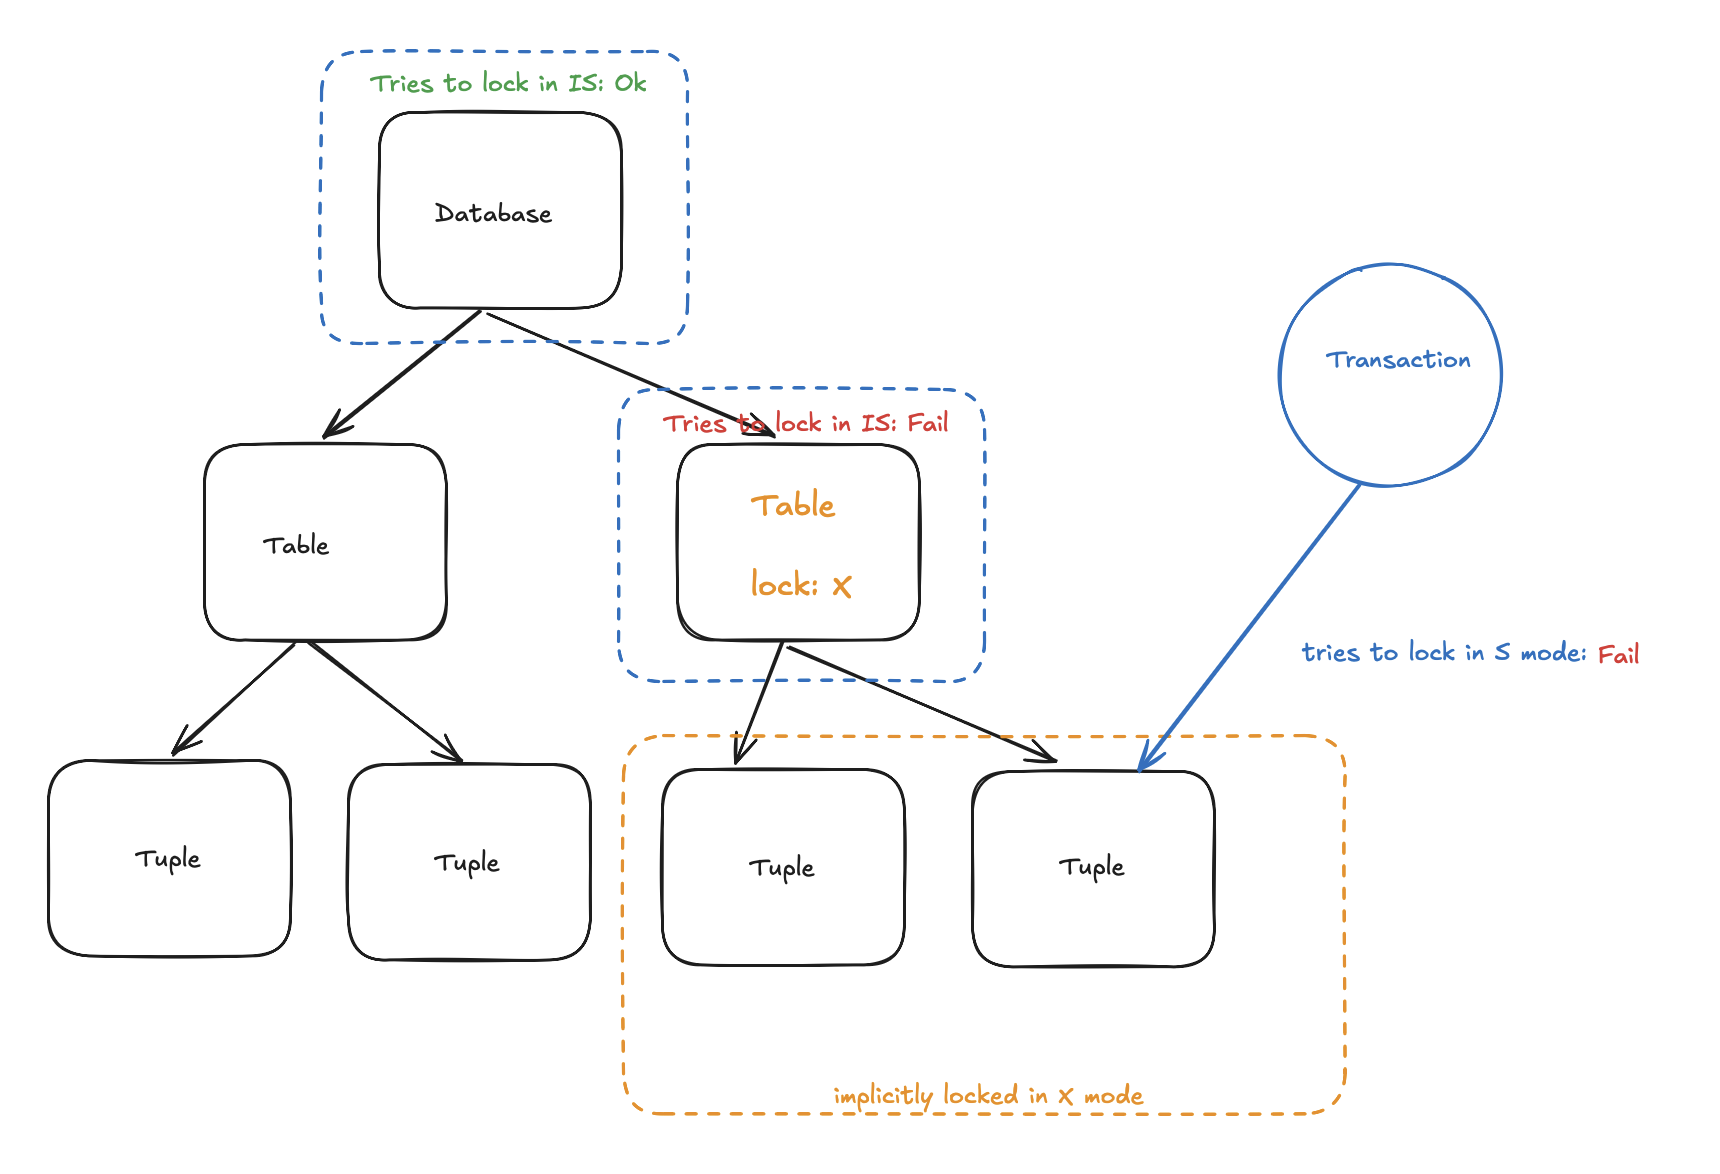 Tries to lock in IS: Ok
Database
Transaction
Tries to lock in IS: Fail
Table
Table
lock: X
tries to lock in S mode: Fail
Tuple
Tuple
Tuple
Tuple
implicitly locked in X mode